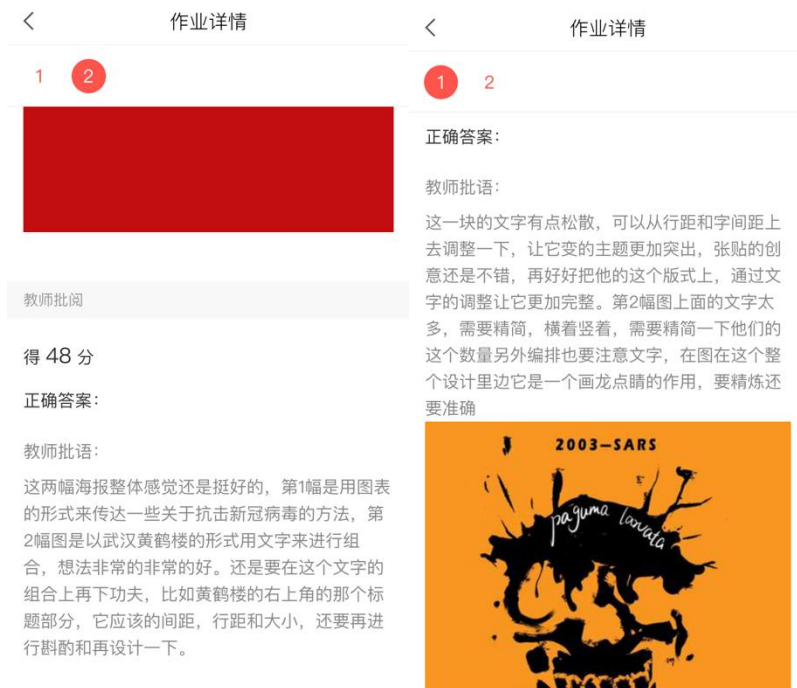 作业详情
1 2
教师批阅
得 48 分
正确答案：
教师批语：
这两幅海报整体感觉还是挺好的，第1幅是用图表
的形式来传达一些关于抗击新冠病毒的方法，第
2幅图是以武汉黄鹤楼的形式用文字来进行组
合，想法非常的非常的好。还是要在这个文字的
组合上再下功夫，比如黄鹤楼的右上角的那个标
题部分，它应该的间距，行距和大小，还要再进
行斟酌和再设计一下。
作业详情
1 2
正确答案：
教师批语：
这一块的文字有点松散，可以从行距和字间距上
去调整一下，让它变的主题更加突出，张贴的创
意还是不错，再好好把他的这个版式上，通过文
字的调整让它更加完整。第2幅图上面的文字太
多，需要精简，横着竖着，需要精简一下他们的
这个数量另外编排也要注意文字，在图在这个整
个设计里边它是一个画龙点睛的作用，要精炼还
要准确
2003—SARS
paguma larvata